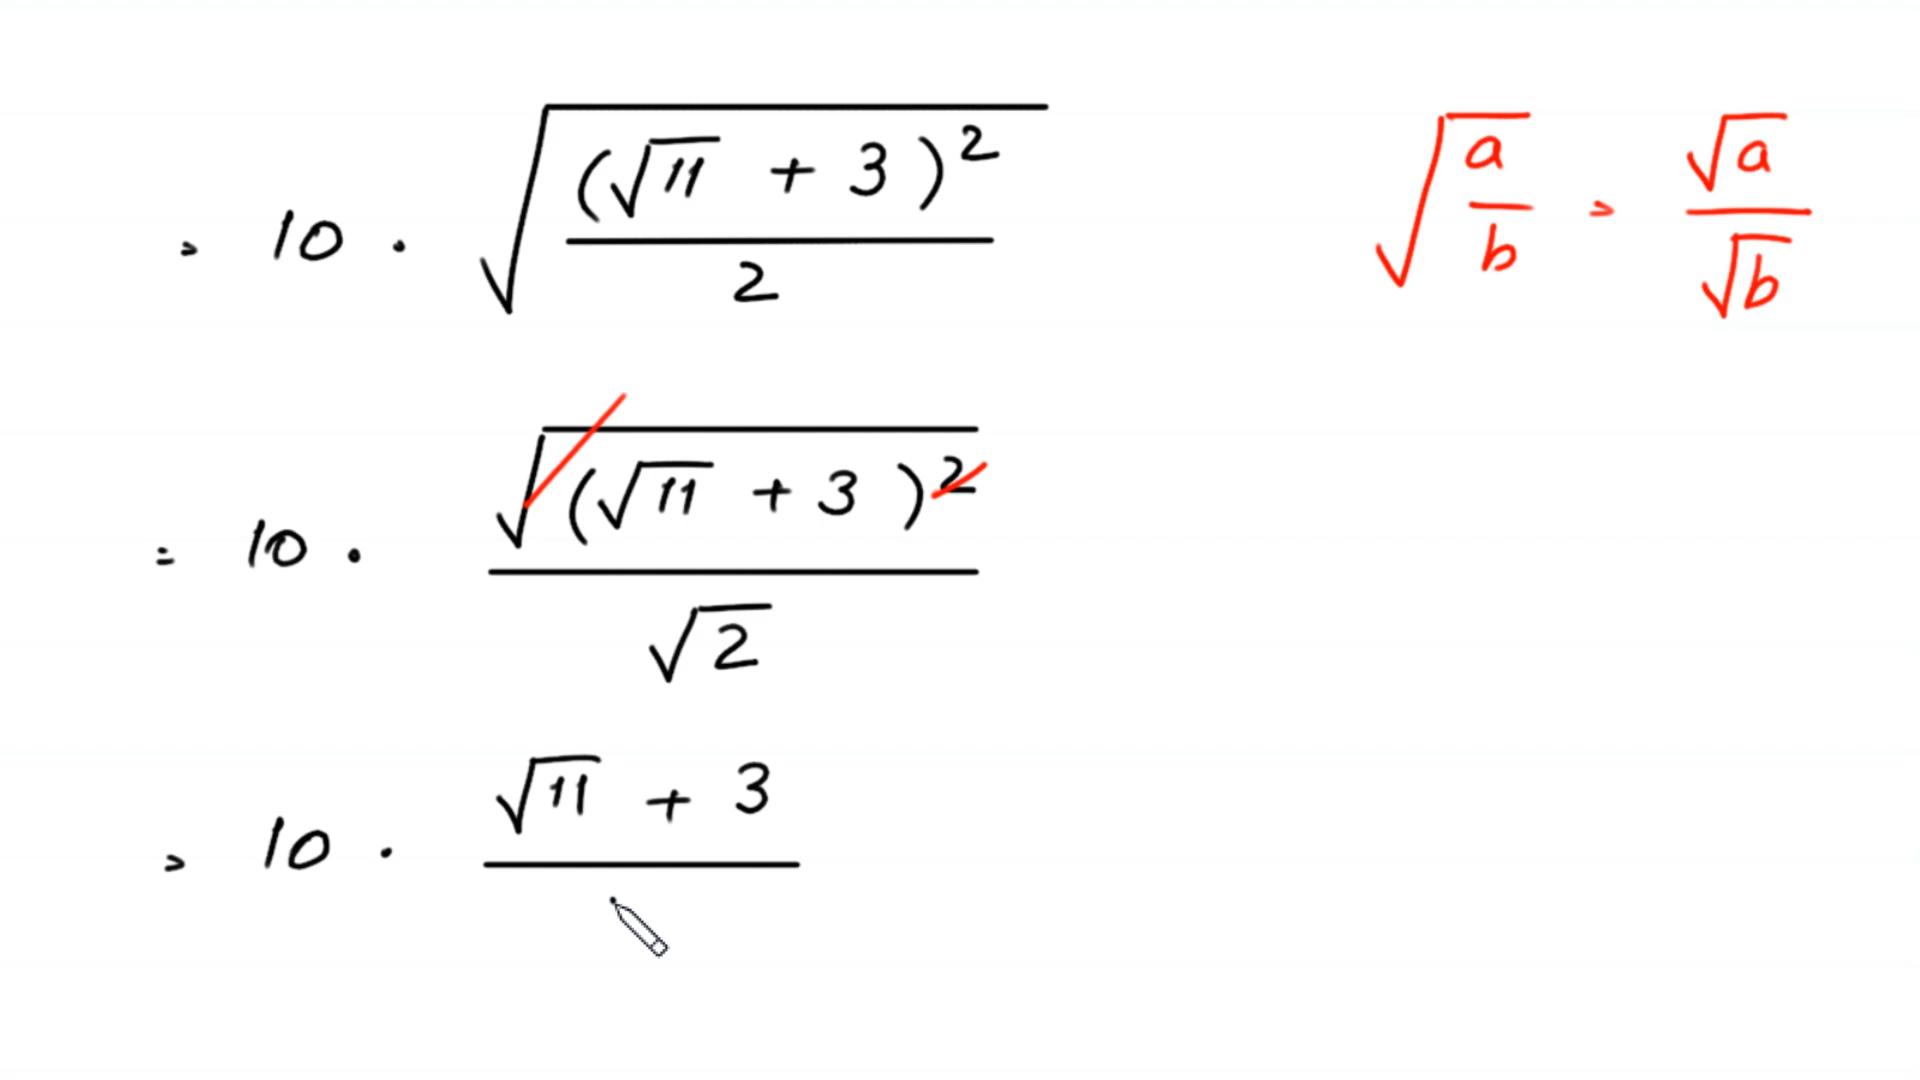 = 10 · √((√11 + 3)² / 2)
√(a/b) = √a / √b
= 10 · √((√11 + 3)²) / √2
= 10 · (√11 + 3) /